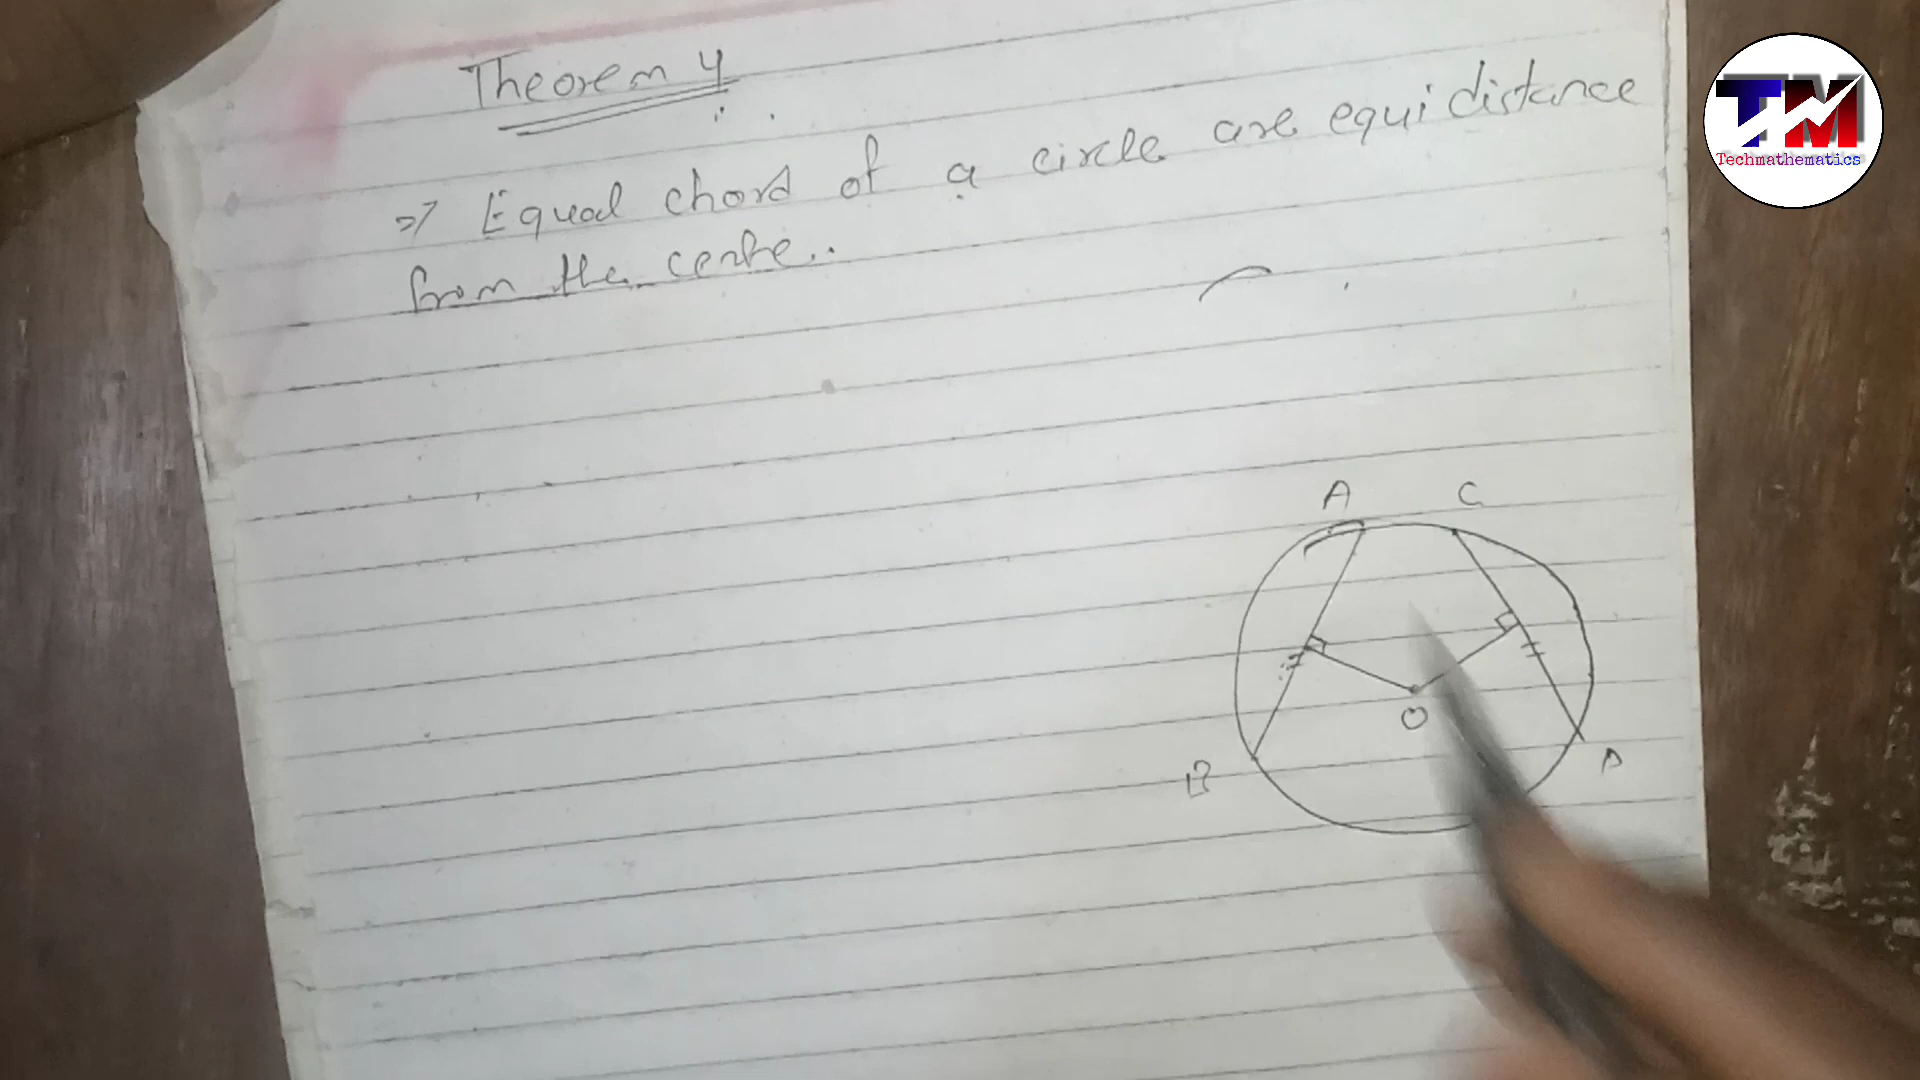 Theorem 4
⇒ Equal chord of a circle are equidistance
from the centre.
A C
O
B D
TM
Techmathematics